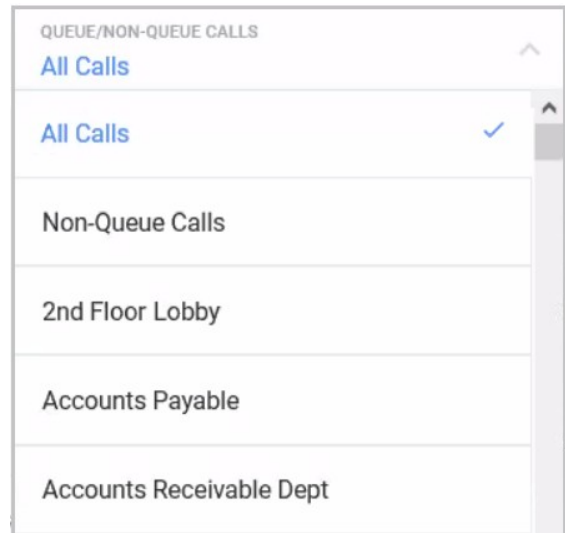 QUEUE/NON-QUEUE CALLS
All Calls
All Calls
Non-Queue Calls
2nd Floor Lobby
Accounts Payable
Accounts Receivable Dept